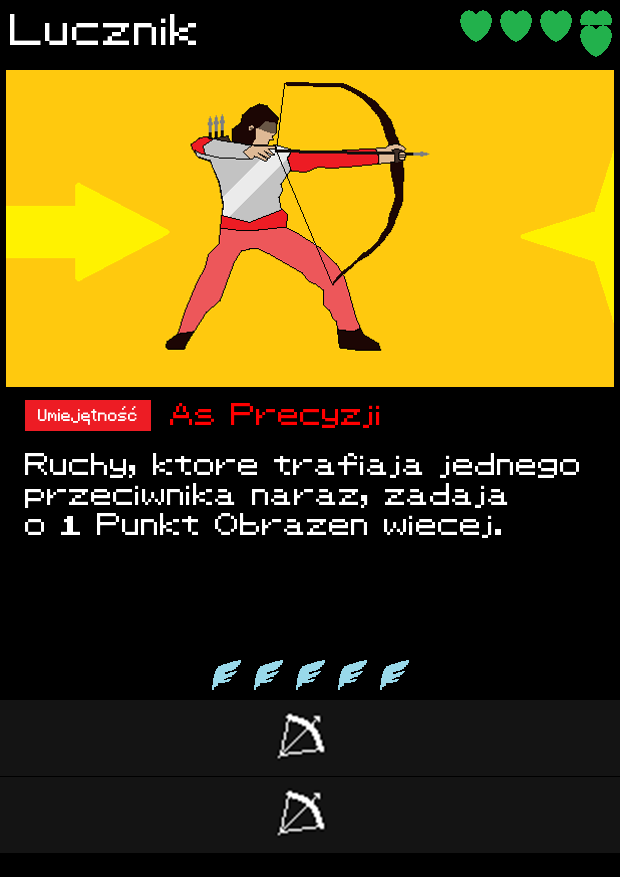 Lucznik
Umiejętność As Precyzji
Ruchy, ktore trafiaja jednego
przeciwnika naraz, zadaja
o 1 Punkt Obrazen wiecej.